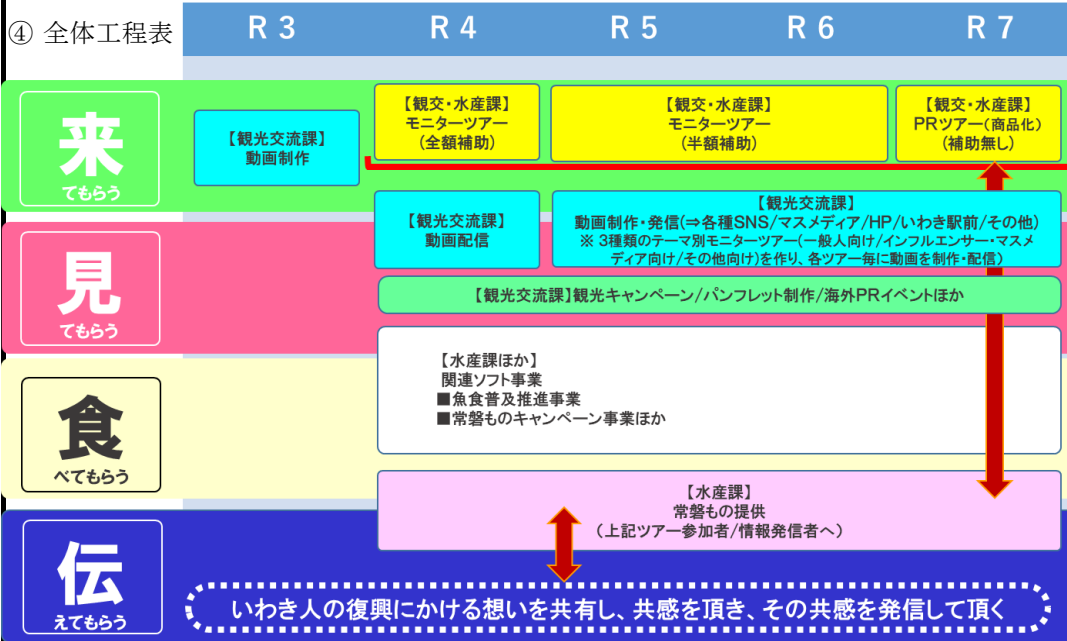 ④ 全体工程表
R 3
R 4
R 5
R 6
R 7
来
てもらう
【観光交流課】
動画制作
【観交・水産課】
モニターツアー
(全額補助)
【観交・水産課】
モニターツアー
(半額補助)
【観交・水産課】
PRツアー(商品化)
(補助無し)
見
てもらう
【観光交流課】
動画配信
【観光交流課】
動画制作・発信(⇒各種SNS/マスメディア/HP/いわき駅前/その他)
※ 3種類のテーマ別モニターツアー(一般人向け/インフルエンサー・マスメ
ディア向け/その他向け)を作り、各ツアー毎に動画を制作・配信)
【観光交流課】観光キャンペーン/パンフレット制作/海外PRイベントほか
食
べてもらう
【水産課ほか】
関連ソフト事業
■魚食普及推進事業
■常磐ものキャンペーン事業ほか
【水産課】
常磐もの提供
(上記ツアー参加者/情報発信者へ)
伝
えてもらう
いわき人の復興にかける想いを共有し、共感を頂き、その共感を発信して頂く